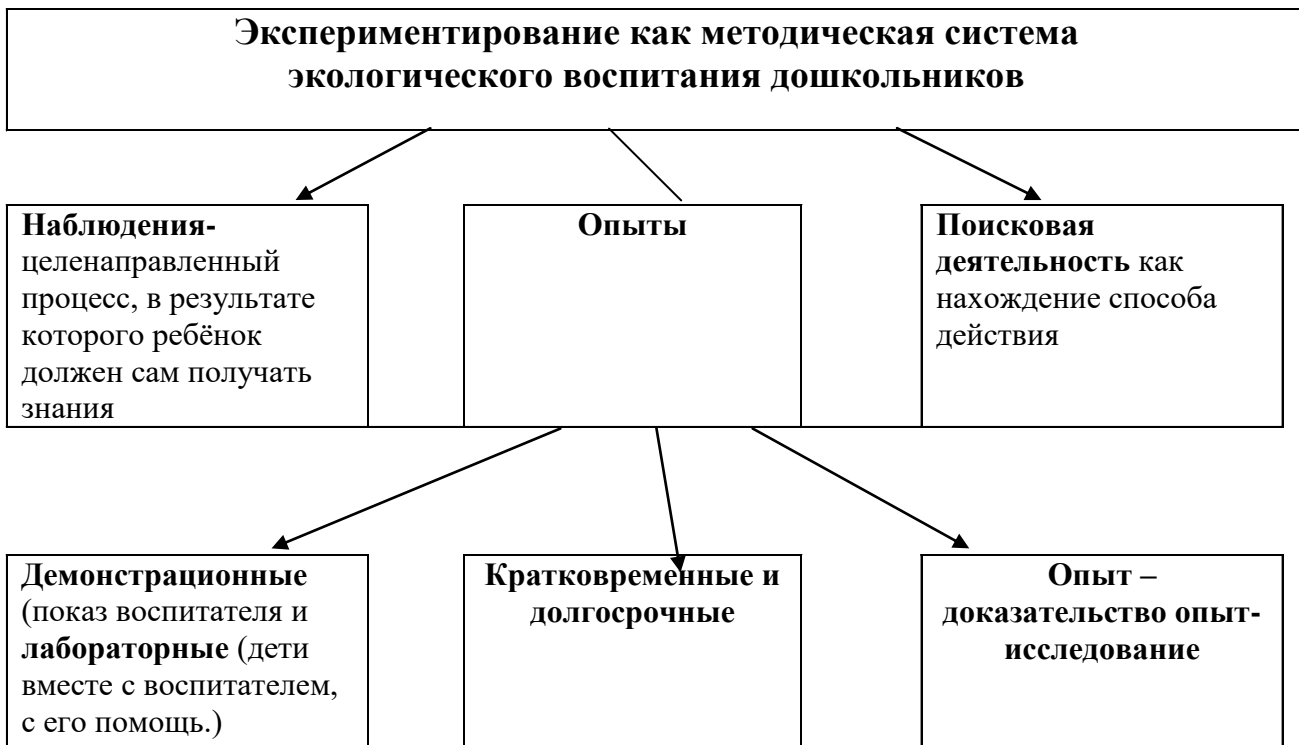 Экспериментирование как методическая система
экологического воспитания дошкольников
Наблюдения-
целенаправленный
процесс, в результате
которого ребёнок
должен сам получать
знания
Опыты
Поисковая
деятельность как
нахождение способа
действия
Демонстрационные
(показ воспитателя и
лабораторные (дети
вместе с воспитателем,
с его помощь.)
Кратковременные и
долгосрочные
Опыт –
доказательство опыт-
исследование